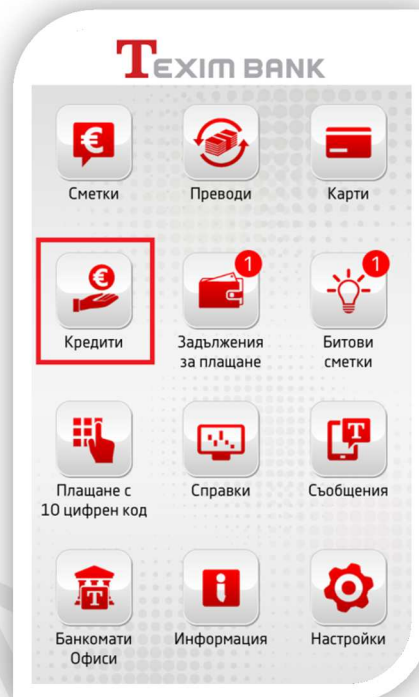 TEXIM BANK
Сметки
Преводи
Карти
Кредити
1
Задължения
за плащане
1
Битови
сметки
Плащане с
10 цифрен код
Справки
Съобщения
Банкомати
Офиси
Информация
Настройки